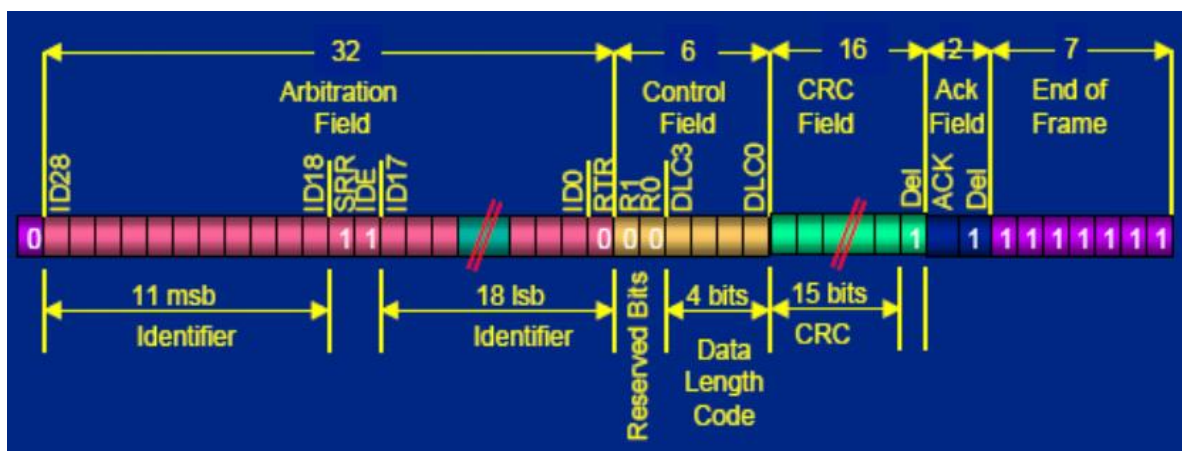 32
6
16
2
7
Arbitration
Field
Control
Field
CRC
Field
Ack
Field
End of
Frame
ID28
ID18
SRR
IDE
ID17
ID0
RTR
R1
R0
DLC3
DLC0
Del
ACK
Del
0
1 1
0 0 0
1
1
1 1 1 1 1 1 1
11 msb
Identifier
18 lsb
Identifier
Reserved Bits
4 bits
Data
Length
Code
15 bits
CRC